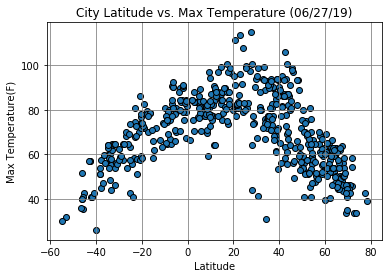 City Latitude vs. Max Temperature (06/27/19)
Max Temperature(F)
100
80
60
40
−60 −40 −20 0 20 40 60 80
Latitude